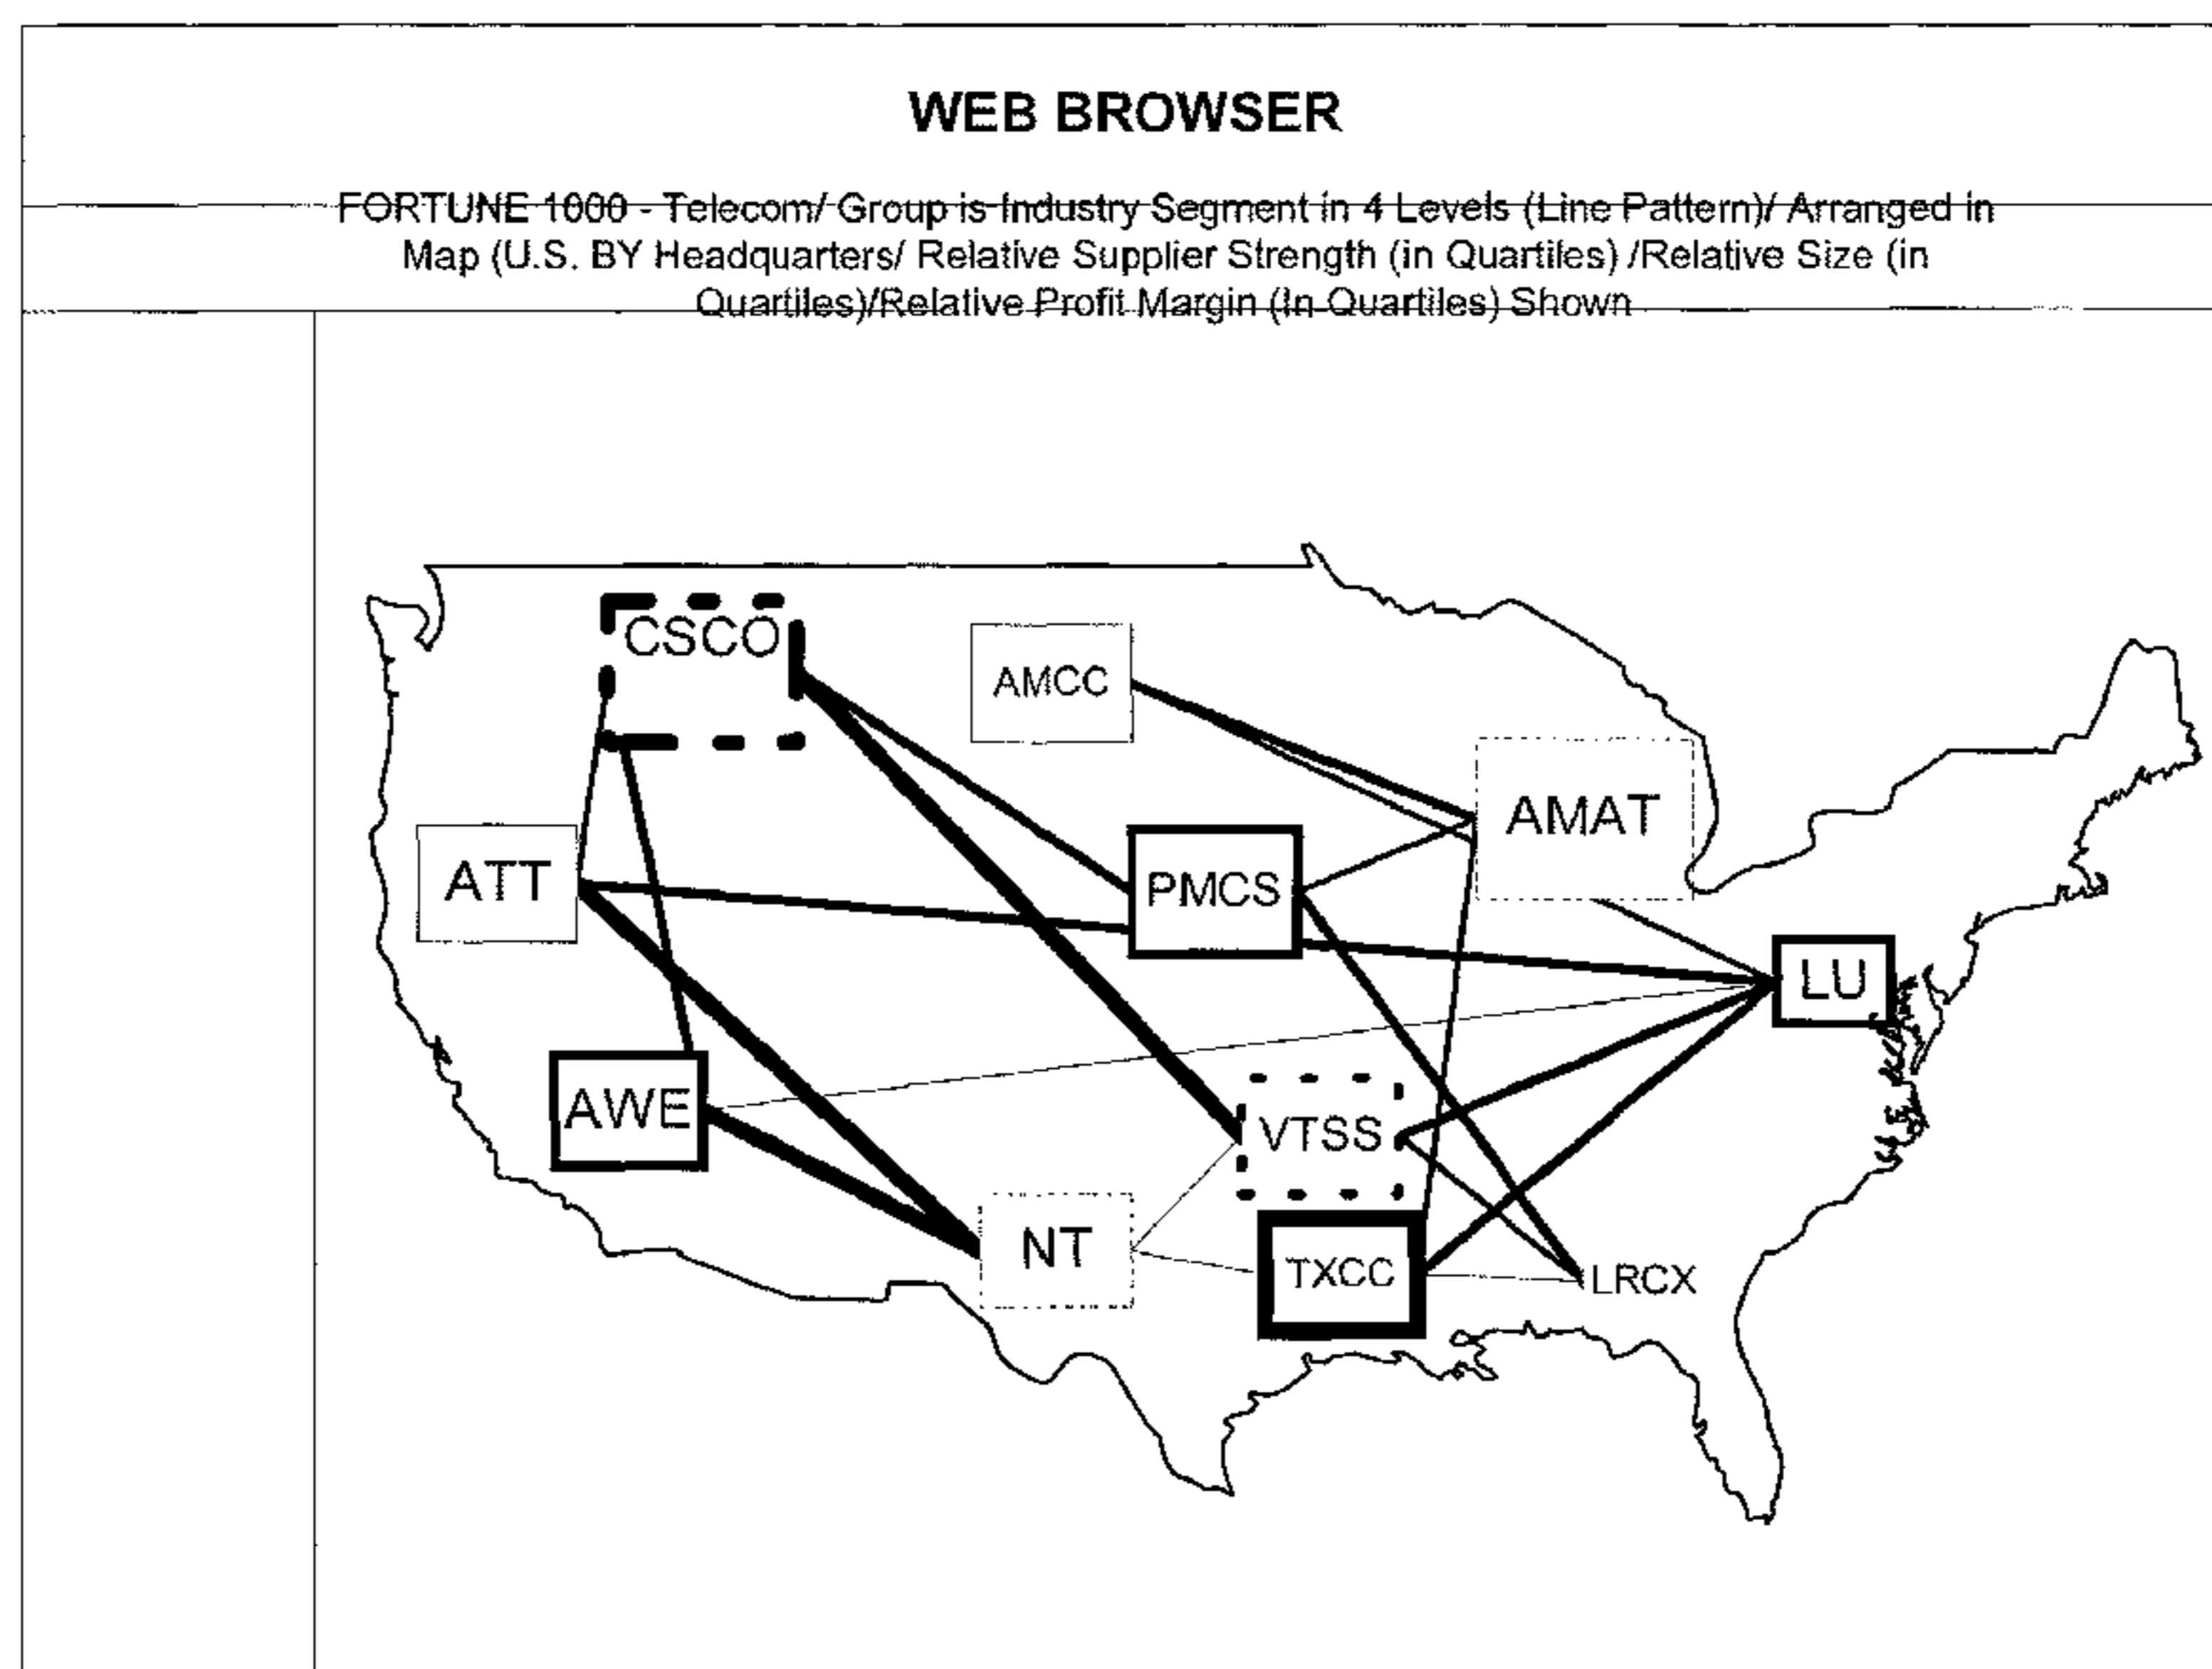 WEB BROWSER
FORTUNE 1000 - Telecom/ Group is Industry Segment in 4 Levels (Line Pattern)/ Arranged in
Map (U.S. BY Headquarters/ Relative Supplier Strength (in Quartiles) /Relative Size (in
Quartiles)/Relative Profit Margin (In Quartiles) Shown
CSCO
AMCC
AMAT
ATT
PMCS
LU
AWE
VTSS
NT
TXCC
LRCX